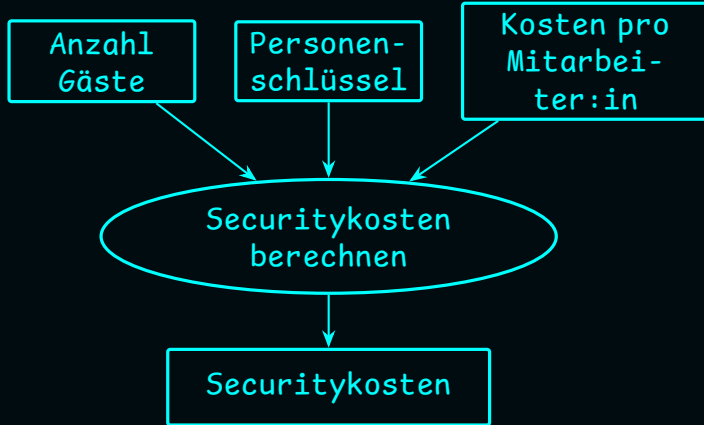 Anzahl
Gäste
Personen-
schlüssel
Kosten pro
Mitarbei-
ter:in
Securitykosten
berechnen
Securitykosten